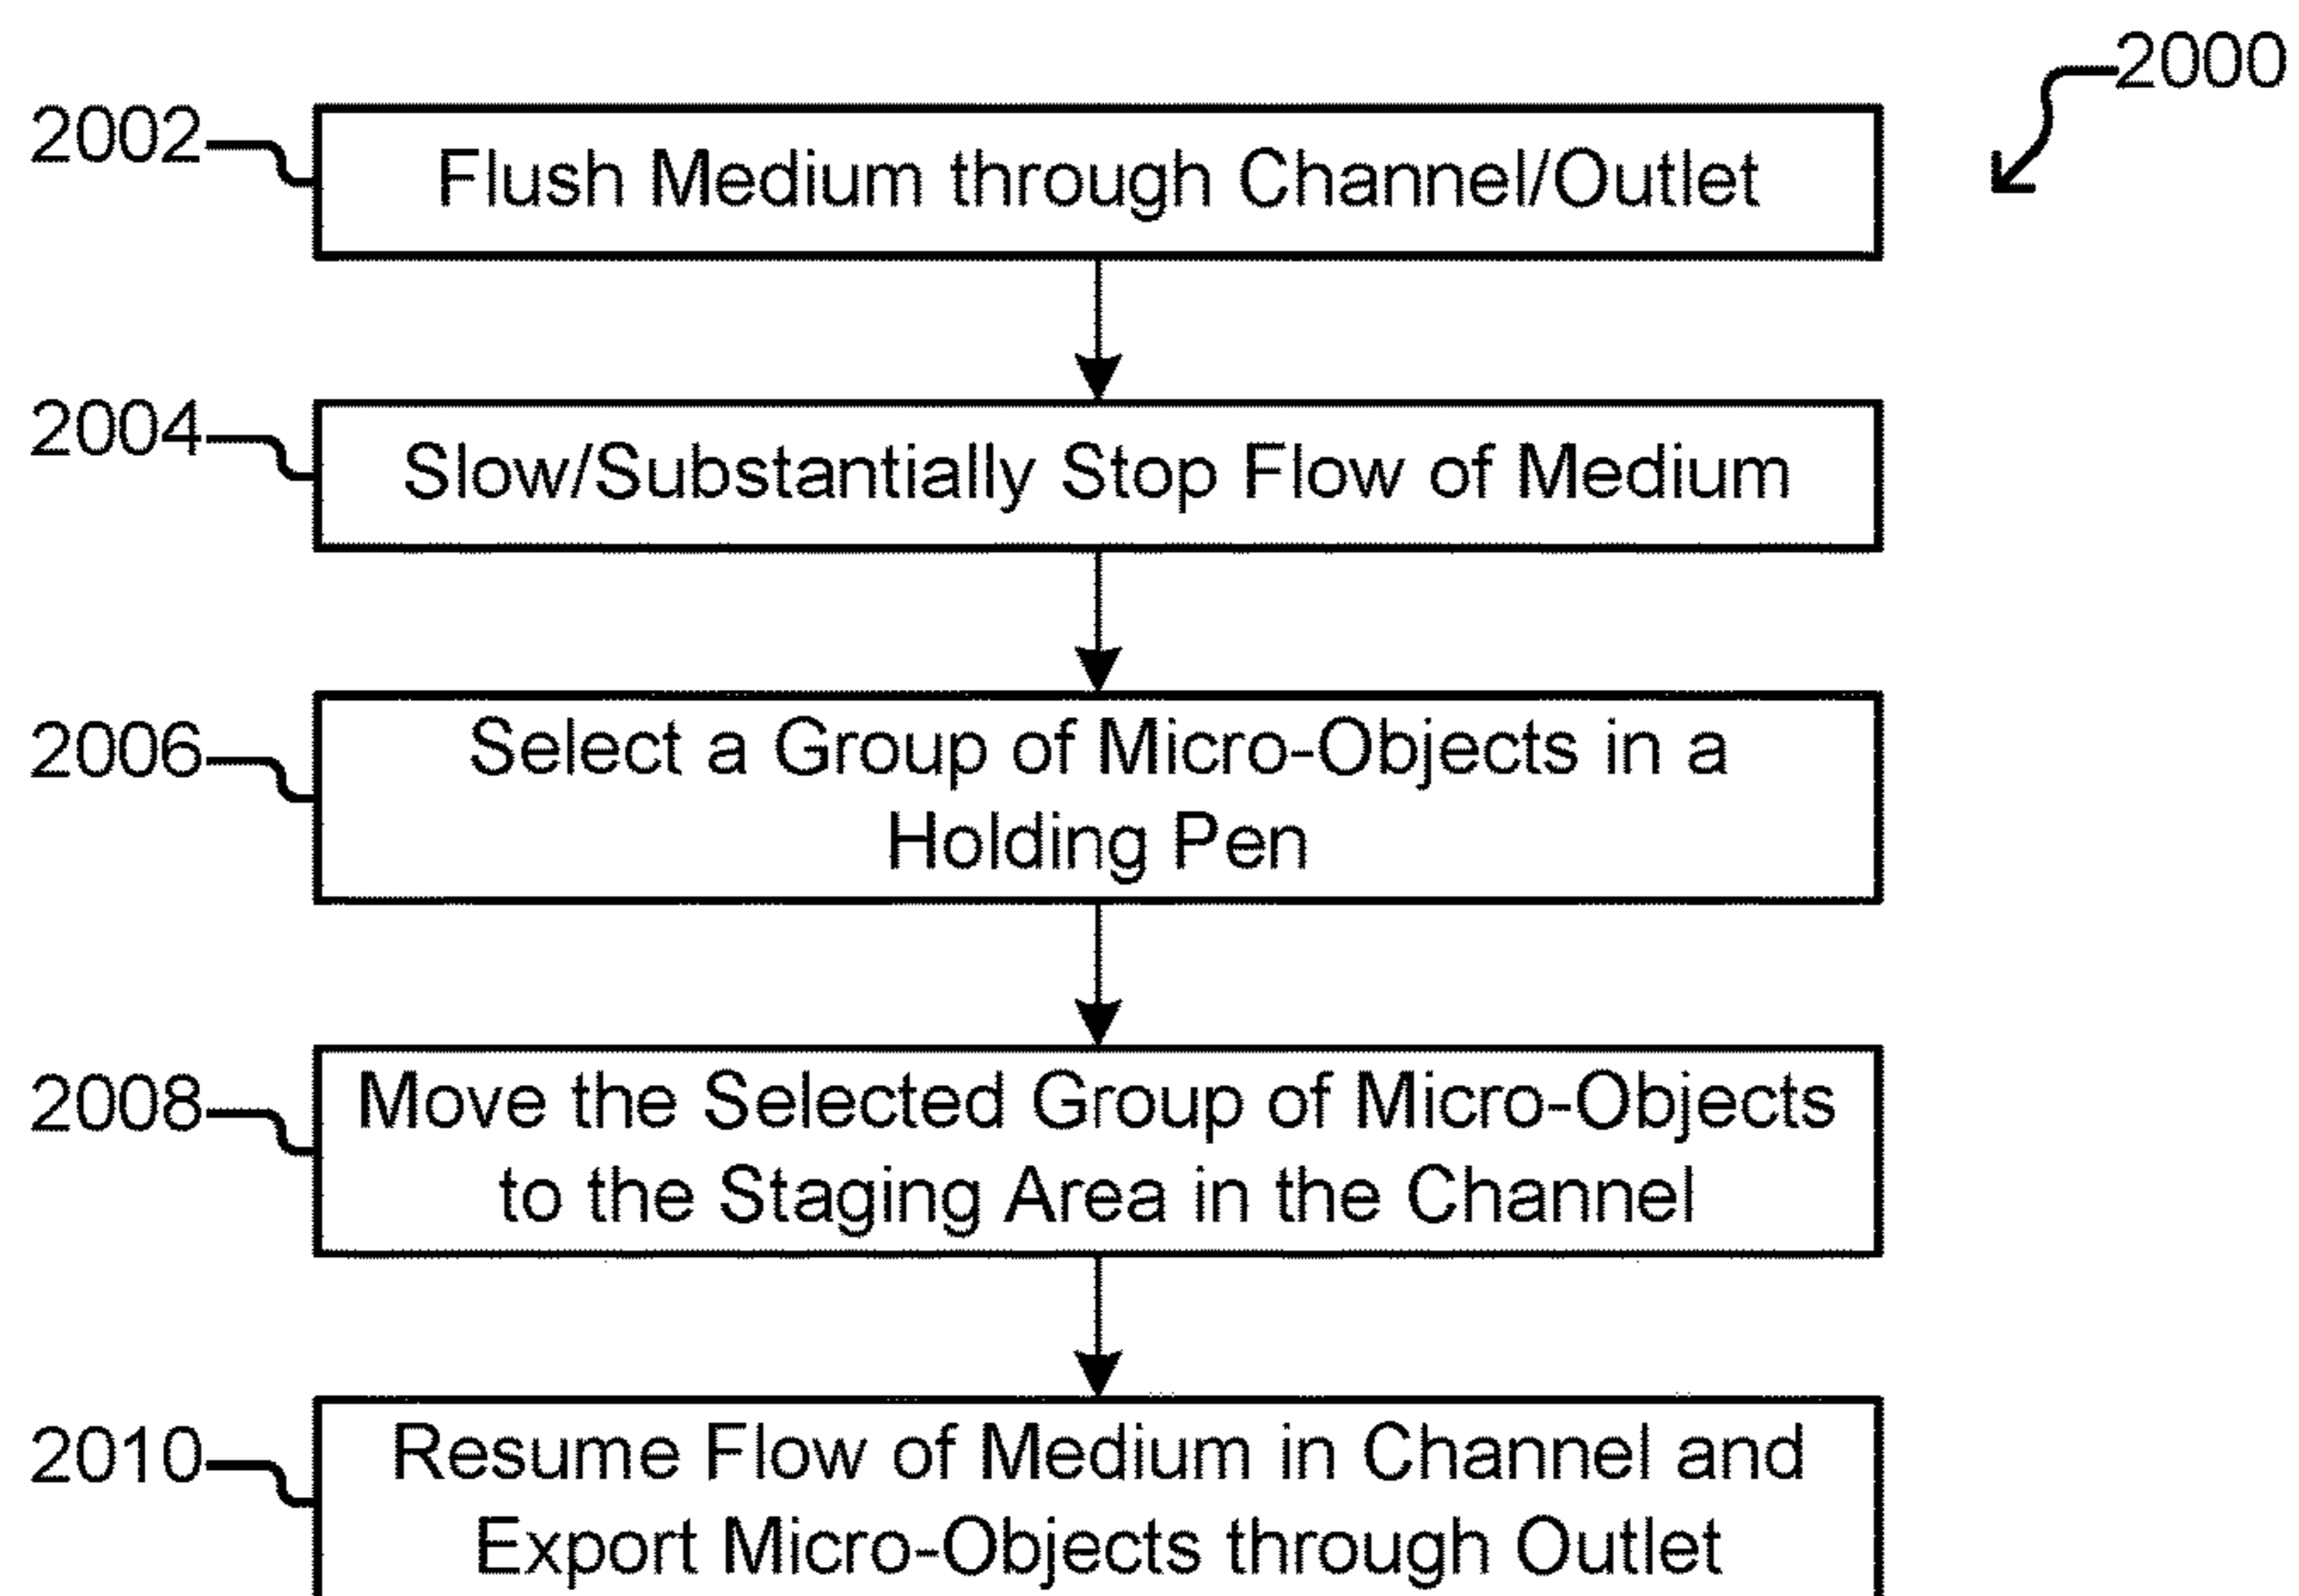 2000
2002
Flush Medium through Channel/Outlet
2004
Slow/Substantially Stop Flow of Medium
2006
Select a Group of Micro-Objects in a
Holding Pen
2008
Move the Selected Group of Micro-Objects
to the Staging Area in the Channel
2010
Resume Flow of Medium in Channel and
Export Micro-Objects through Outlet